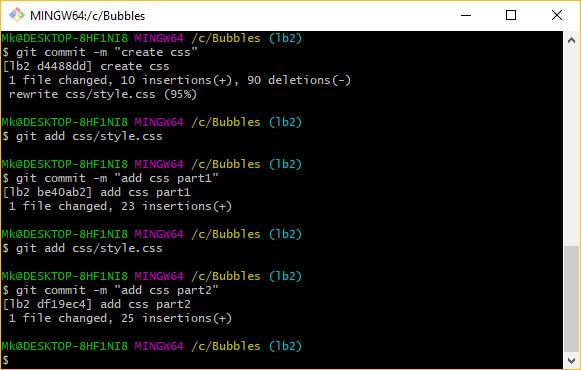 MINGW64:/c/Bubbles
Mk@DESKTOP-8HF1NI8 MINGW64 /c/Bubbles (lb2)
$ git commit -m "create css"
[lb2 d4488dd] create css
 1 file changed, 10 insertions(+), 90 deletions(-)
 rewrite css/style.css (95%)
Mk@DESKTOP-8HF1NI8 MINGW64 /c/Bubbles (lb2)
$ git add css/style.css
Mk@DESKTOP-8HF1NI8 MINGW64 /c/Bubbles (lb2)
$ git commit -m "add css part1"
[lb2 be40ab2] add css part1
 1 file changed, 23 insertions(+)
Mk@DESKTOP-8HF1NI8 MINGW64 /c/Bubbles (lb2)
$ git add css/style.css
Mk@DESKTOP-8HF1NI8 MINGW64 /c/Bubbles (lb2)
$ git commit -m "add css part2"
[lb2 df19ec4] add css part2
 1 file changed, 25 insertions(+)
Mk@DESKTOP-8HF1NI8 MINGW64 /c/Bubbles (lb2)
$